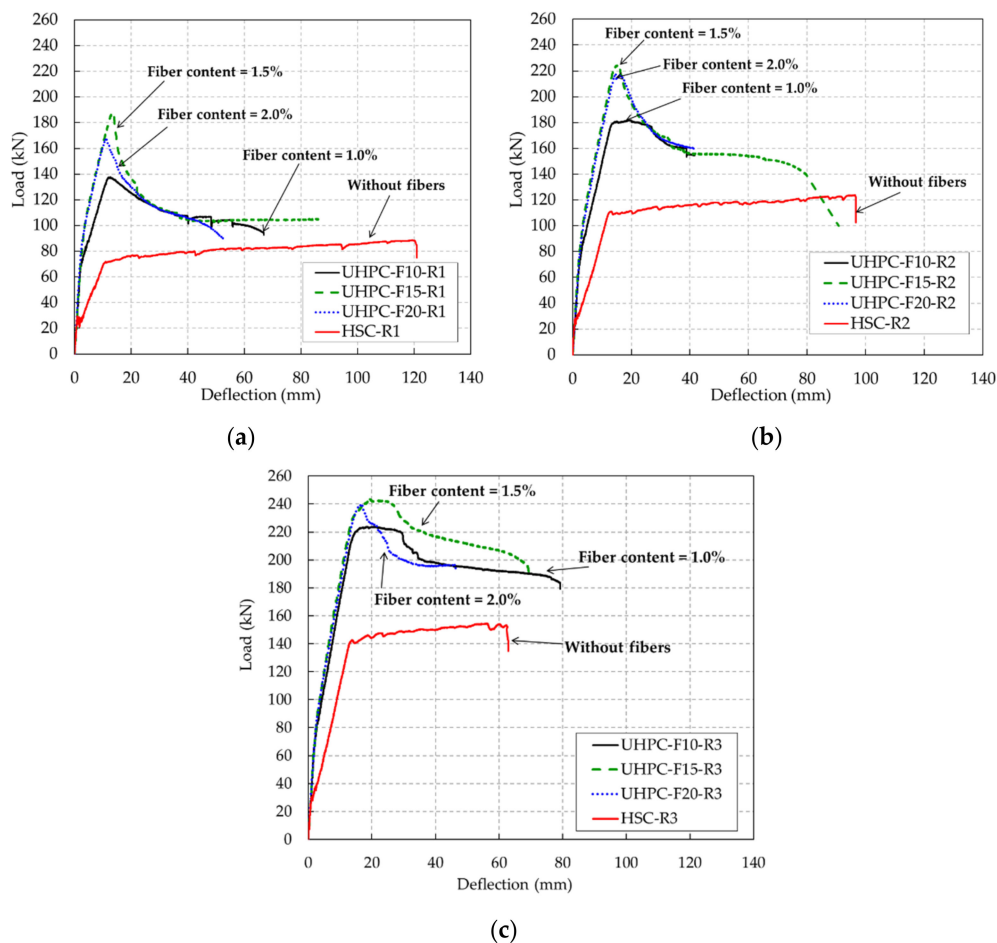 260
240
220
200
180
160
140
120
100
80
60
40
20
0
Load (kN)
Fiber content = 1.5%
Fiber content = 2.0%
Fiber content = 1.0%
Without fibers
UHPC-F10-R1
UHPC-F15-R1
UHPC-F20-R1
HSC-R1
0 20 40 60 80 100 120 140
Deflection (mm)
(a)
260
240
220
200
180
160
140
120
100
80
60
40
20
0
Load (kN)
Fiber content = 1.5%
Fiber content = 2.0%
Fiber content = 1.0%
Without fibers
UHPC-F10-R2
UHPC-F15-R2
UHPC-F20-R2
HSC-R2
0 20 40 60 80 100 120 140
Deflection (mm)
(b)
260
240
220
200
180
160
140
120
100
80
60
40
20
0
Load (kN)
Fiber content = 1.5%
Fiber content = 1.0%
Fiber content = 2.0%
Without fibers
UHPC-F10-R3
UHPC-F15-R3
UHPC-F20-R3
HSC-R3
0 20 40 60 80 100 120 140
Deflection (mm)
(c)